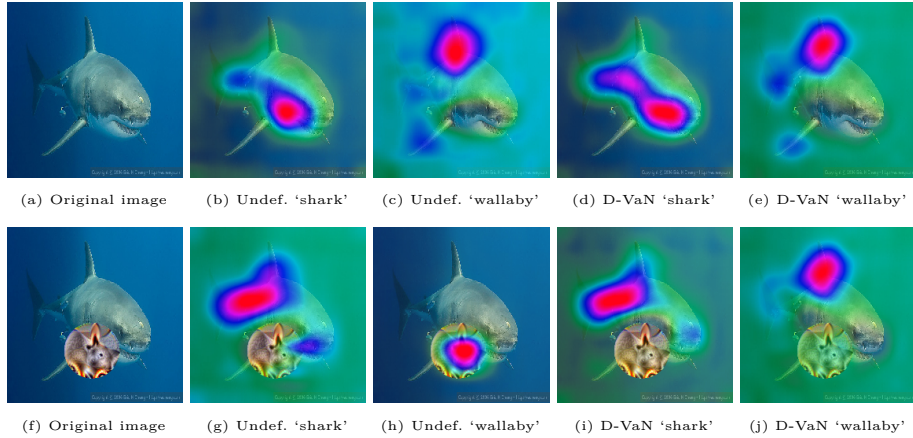 (a) Original image
(b) Undef. ‘shark’
(c) Undef. ‘wallaby’
(d) D-VaN ‘shark’
(e) D-VaN ‘wallaby’
(f) Original image
(g) Undef. ‘shark’
(h) Undef. ‘wallaby’
(i) D-VaN ‘shark’
(j) D-VaN ‘wallaby’